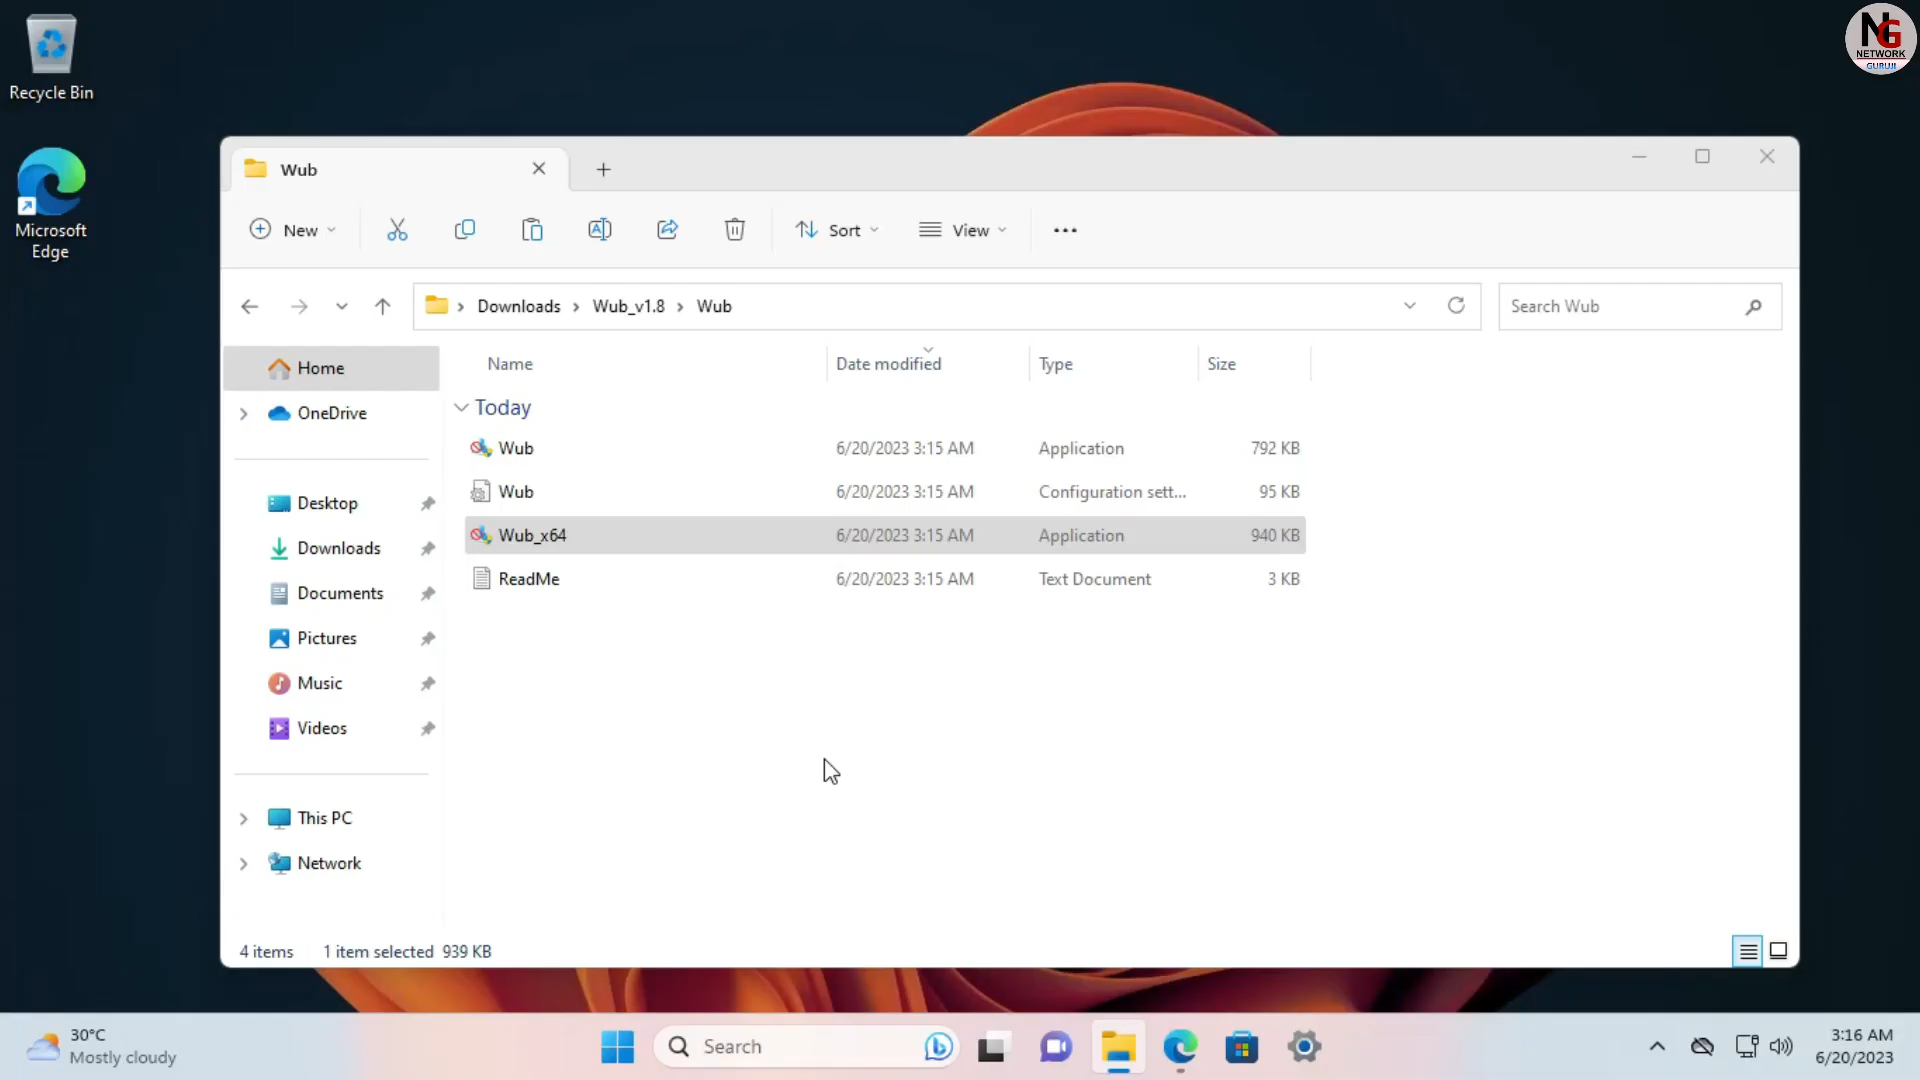 Recycle Bin
NG
NETWORK
GURUJI
Microsoft
Edge
Wub
New
Sort
View
Downloads
Wub_v1.8
Wub
Search Wub
Home
OneDrive
Desktop
Downloads
Documents
Pictures
Music
Videos
This PC
Network
Name Date modified Type Size
Today
Wub 6/20/2023 3:15 AM Application 792 KB
Wub 6/20/2023 3:15 AM Configuration sett... 95 KB
Wub_x64 6/20/2023 3:15 AM Application 940 KB
ReadMe 6/20/2023 3:15 AM Text Document 3 KB
4 items 1 item selected 939 KB
30°C
Mostly cloudy
Search
3:16 AM
6/20/2023